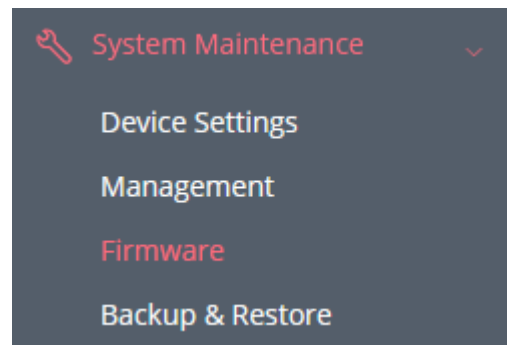 System Maintenance
Device Settings
Management
Firmware
Backup & Restore